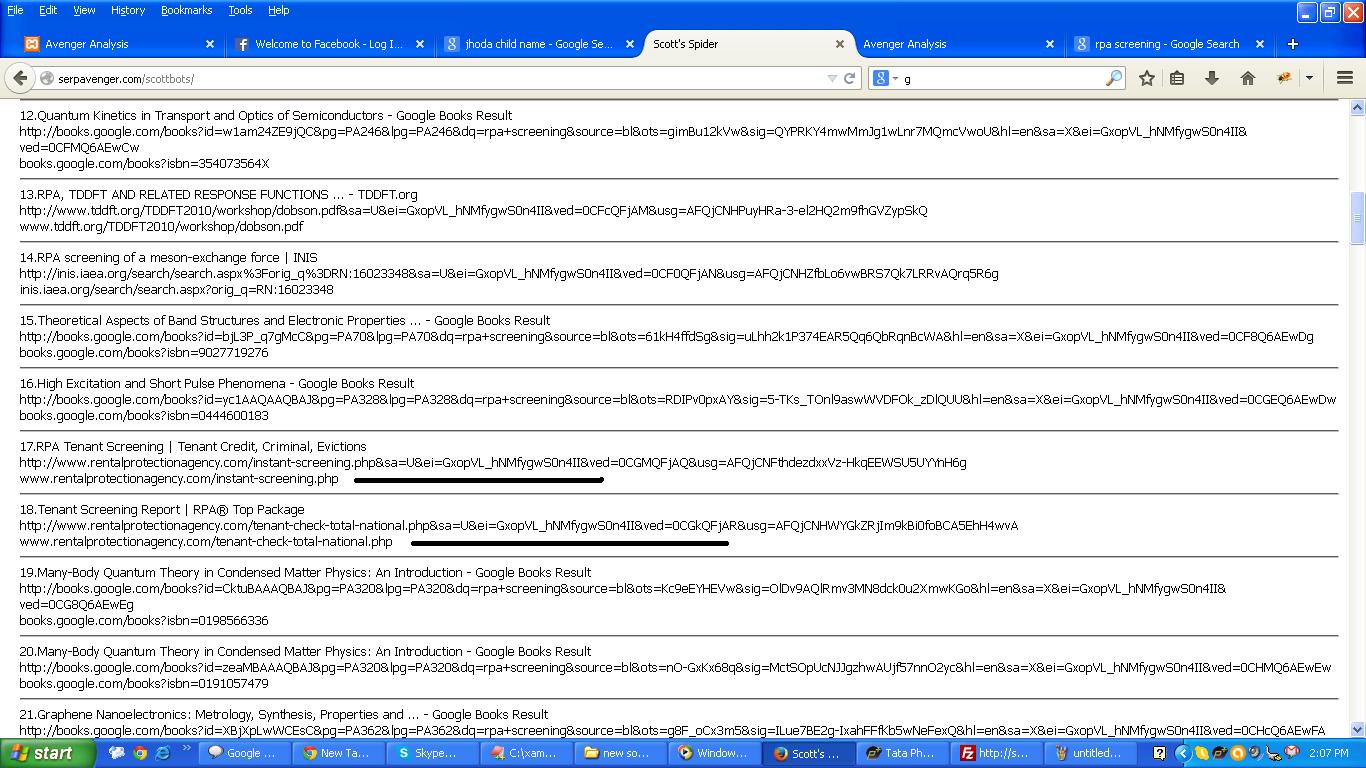 File Edit View History Bookmarks Tools Help
Avenger Analysis
Welcome to Facebook - Log I...
jhoda child name - Google Se...
Scott's Spider
Avenger Analysis
rpa screening - Google Search
serpavenger.com/scottbots/
g
12.Quantum Kinetics in Transport and Optics of Semiconductors - Google Books Result
http://books.google.com/books?id=w1am24ZE9jQC&pg=PA246&lpg=PA246&dq=rpa+screening&source=bl&ots=gimBu12kVw&sig=QYPRKY4mwMmJg1wLnr7MQmcVwoU&hl=en&sa=X&ei=GxopVL_hNMfygwS0n4II&
ved=0CFMQ6AEwCw
books.google.com/books?isbn=354073564X
13.RPA, TDDFT AND RELATED RESPONSE FUNCTIONS ... - TDDFT.org
http://www.tddft.org/TDDFT2010/workshop/dobson.pdf&sa=U&ei=GxopVL_hNMfygwS0n4II&ved=0CFcQFjAM&usg=AFQjCNHPuyHRa-3-el2HQ2m9fhGVZypSkQ
www.tddft.org/TDDFT2010/workshop/dobson.pdf
14.RPA screening of a meson-exchange force | INIS
http://inis.iaea.org/search/search.aspx%3Forig_q%3DRN:16023348&sa=U&ei=GxopVL_hNMfygwS0n4II&ved=0CF0QFjAN&usg=AFQjCNHZfbLo6vwBRS7Qk7LRRvAQrq5R6g
inis.iaea.org/search/search.aspx?orig_q=RN:16023348
15.Theoretical Aspects of Band Structures and Electronic Properties ... - Google Books Result
http://books.google.com/books?id=bjL3P_q7gMcC&pg=PA70&lpg=PA70&dq=rpa+screening&source=bl&ots=61kH4ffdSg&sig=uLhh2k1P374EAR5Qq6QbRqnBcWA&hl=en&sa=X&ei=GxopVL_hNMfygwS0n4II&ved=0CF8Q6AEwDg
books.google.com/books?isbn=9027719276
16.High Excitation and Short Pulse Phenomena - Google Books Result
http://books.google.com/books?id=yc1AAQAAQBAJ&pg=PA328&lpg=PA328&dq=rpa+screening&source=bl&ots=RDIPv0pxAY&sig=5-TKs_TOnl9aswWVDFOk_zDlQUU&hl=en&sa=X&ei=GxopVL_hNMfygwS0n4II&ved=0CGEQ6AEwDw
books.google.com/books?isbn=0444600183
17.RPA Tenant Screening | Tenant Credit, Criminal, Evictions
http://www.rentalprotectionagency.com/instant-screening.php&sa=U&ei=GxopVL_hNMfygwS0n4II&ved=0CGMQFjAQ&usg=AFQjCNFthdezdxxVz-HkqEEWSU5UYYnH6g
www.rentalprotectionagency.com/instant-screening.php
18.Tenant Screening Report | RPA® Top Package
http://www.rentalprotectionagency.com/tenant-check-total-national.php&sa=U&ei=GxopVL_hNMfygwS0n4II&ved=0CGkQFjAR&usg=AFQjCNHWYGkZRjIm9kBi0foBCA5EhH4wvA
www.rentalprotectionagency.com/tenant-check-total-national.php
19.Many-Body Quantum Theory in Condensed Matter Physics: An Introduction - Google Books Result
http://books.google.com/books?id=CktuBAAAQBAJ&pg=PA320&lpg=PA320&dq=rpa+screening&source=bl&ots=Kc9eEYHEVw&sig=OlDv9AQlRmv3MN8dck0u2XmwKGo&hl=en&sa=X&ei=GxopVL_hNMfygwS0n4II&
ved=0CG8Q6AEwEg
books.google.com/books?isbn=0198566336
20.Many-Body Quantum Theory in Condensed Matter Physics: An Introduction - Google Books Result
http://books.google.com/books?id=zeaMBAAAQBAJ&pg=PA320&lpg=PA320&dq=rpa+screening&source=bl&ots=nO-GxKx68q&sig=MctSOpUcNJJgzhwAUjf57nnO2yc&hl=en&sa=X&ei=GxopVL_hNMfygwS0n4II&ved=0CHMQ6AEwEw
books.google.com/books?isbn=0191057479
21.Graphene Nanoelectronics: Metrology, Synthesis, Properties and ... - Google Books Result
http://books.google.com/books?id=XBjXpLwWCEsC&pg=PA362&lpg=PA362&dq=rpa+screening&source=bl&ots=g8F_oCx3m5&sig=ILue7BE2g-IxahFFfKb5wNeFexQ&hl=en&sa=X&ei=GxopVL_hNMfygwS0n4II&ved=0CHcQ6AEwFA
start
Google ...
New Ta...
Skype...
C:\xam...
new so...
Window...
Scott's ...
Tata Ph...
http://s...
untitled...
2:07 PM